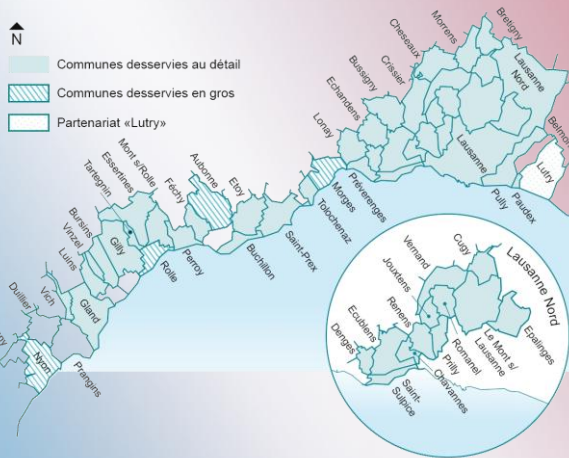 N
Communes desservies au détail
Communes desservies en gros
Partenariat «Lutry»
Bretigny
Morrens
Cheseaux
Crissier
Bussigny
Echandens
Lonay
Lausanne
Nord
Belmont
Lutry
Lausanne
Paudex
Pully
Préverenges
Morges
Tolochenaz
Saint-Prex
Buchillon
Etoy
Aubonne
Féchy
Mont s/Rolle
Essertines
Tartegnin
Perroy
Rolle
Gilly
Bursins
Vinzel
Luins
Gland
Vich
Duillier
Prangins
Nyon
Lausanne Nord
Cugy
Vernand
Jouxtens
Renens
Ecublens
Denges
Epalinges
Le Mont s/
Lausanne
Romanel
Prilly
Chavannes
Saint-
Sulpice